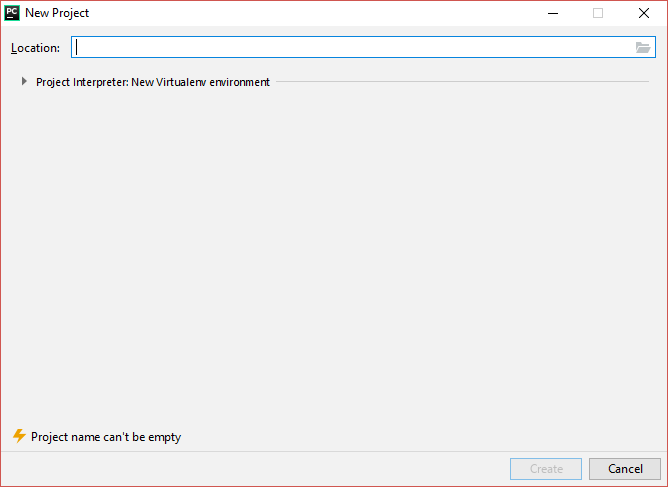 PC New Project
Location:
Project Interpreter: New Virtualenv environment
Project name can't be empty
Create Cancel